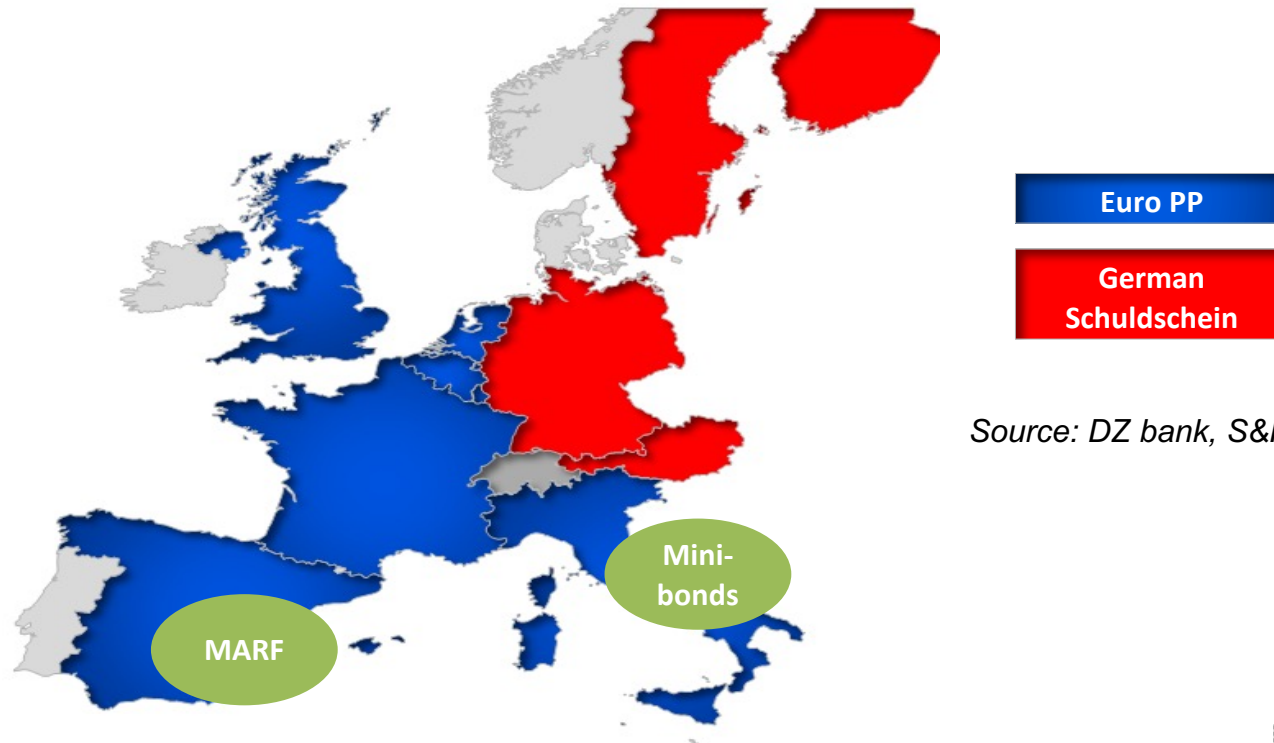 Euro PP
German
Schuldschein
Source: DZ bank, S&
Mini-
bonds
MARF